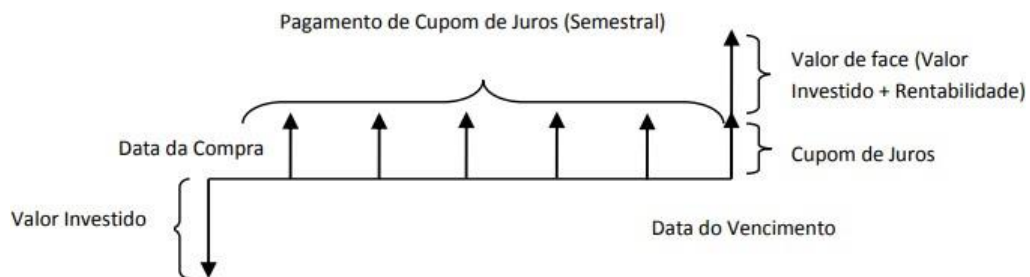 Pagamento de Cupom de Juros (Semestral)
Valor de face (Valor
Investido + Rentabilidade)
Data da Compra
Cupom de Juros
Valor Investido
Data do Vencimento